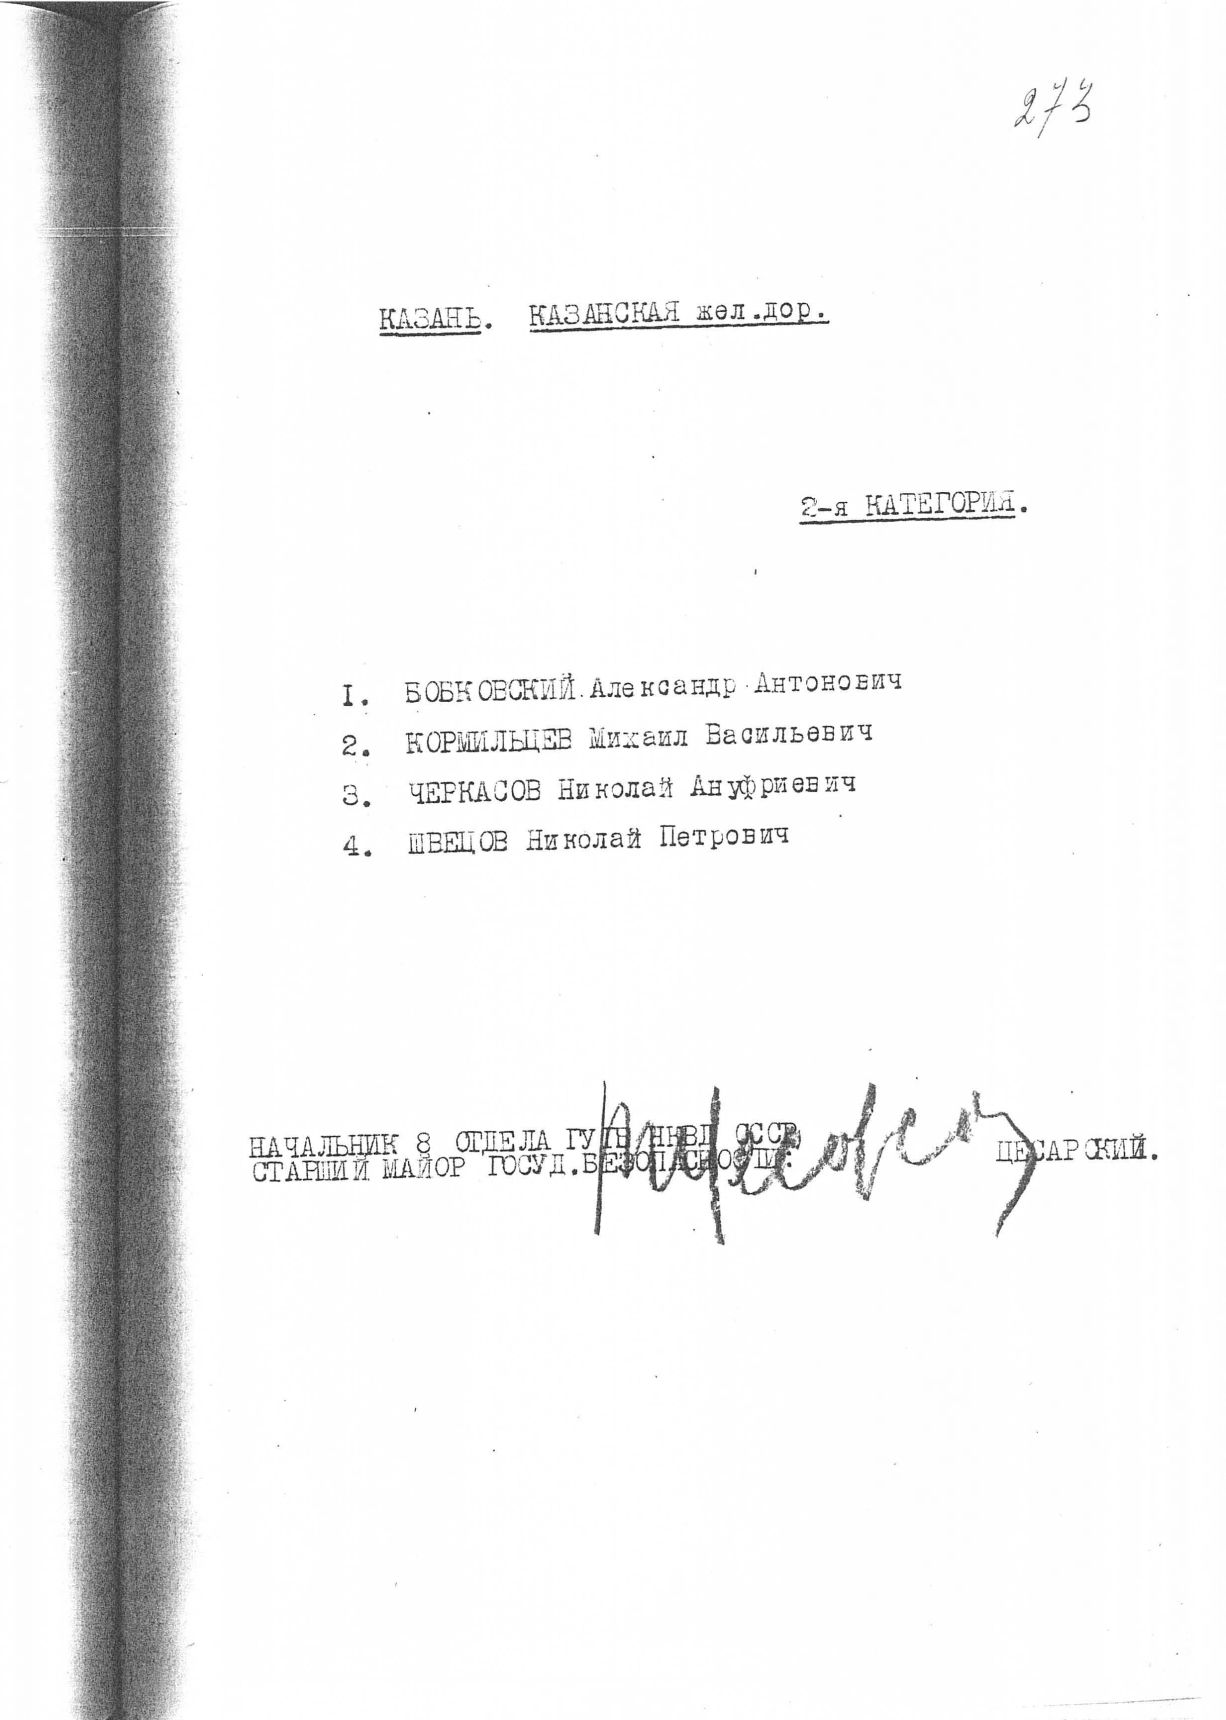 273
КАЗАНЬ. КАЗАНСКАЯ жел.дор.
2-я КАТЕГОРИЯ.
I. БОБКОВСКИЙ Александр Антонович
2. КОРМИЛЬЦЕВ Михаил Васильевич
3. ЧЕРКАСОВ Николай Ануфриевич
4. ШВЕЦОВ Николай Петрович
НАЧАЛЬНИК 8 ОТДЕЛА ГУГБ НКВД СССР
СТАРШИЙ МАЙОР ГОСУД.БЕЗОПАСНОСТИ: ЦЕСАРСКИЙ.